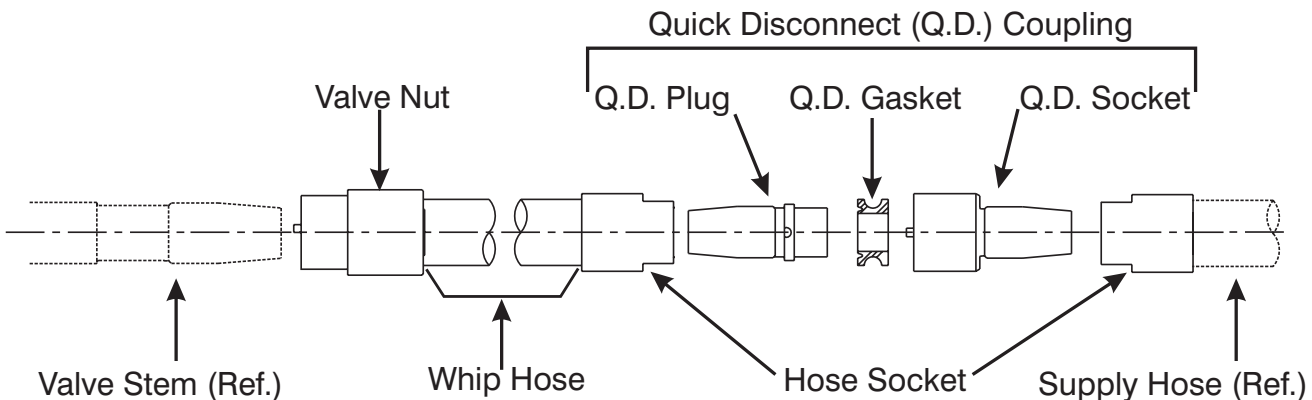 Quick Disconnect (Q.D.) Coupling
Valve Nut
Q.D. Plug
Q.D. Gasket
Q.D. Socket
Valve Stem (Ref.)
Whip Hose
Hose Socket
Supply Hose (Ref.)